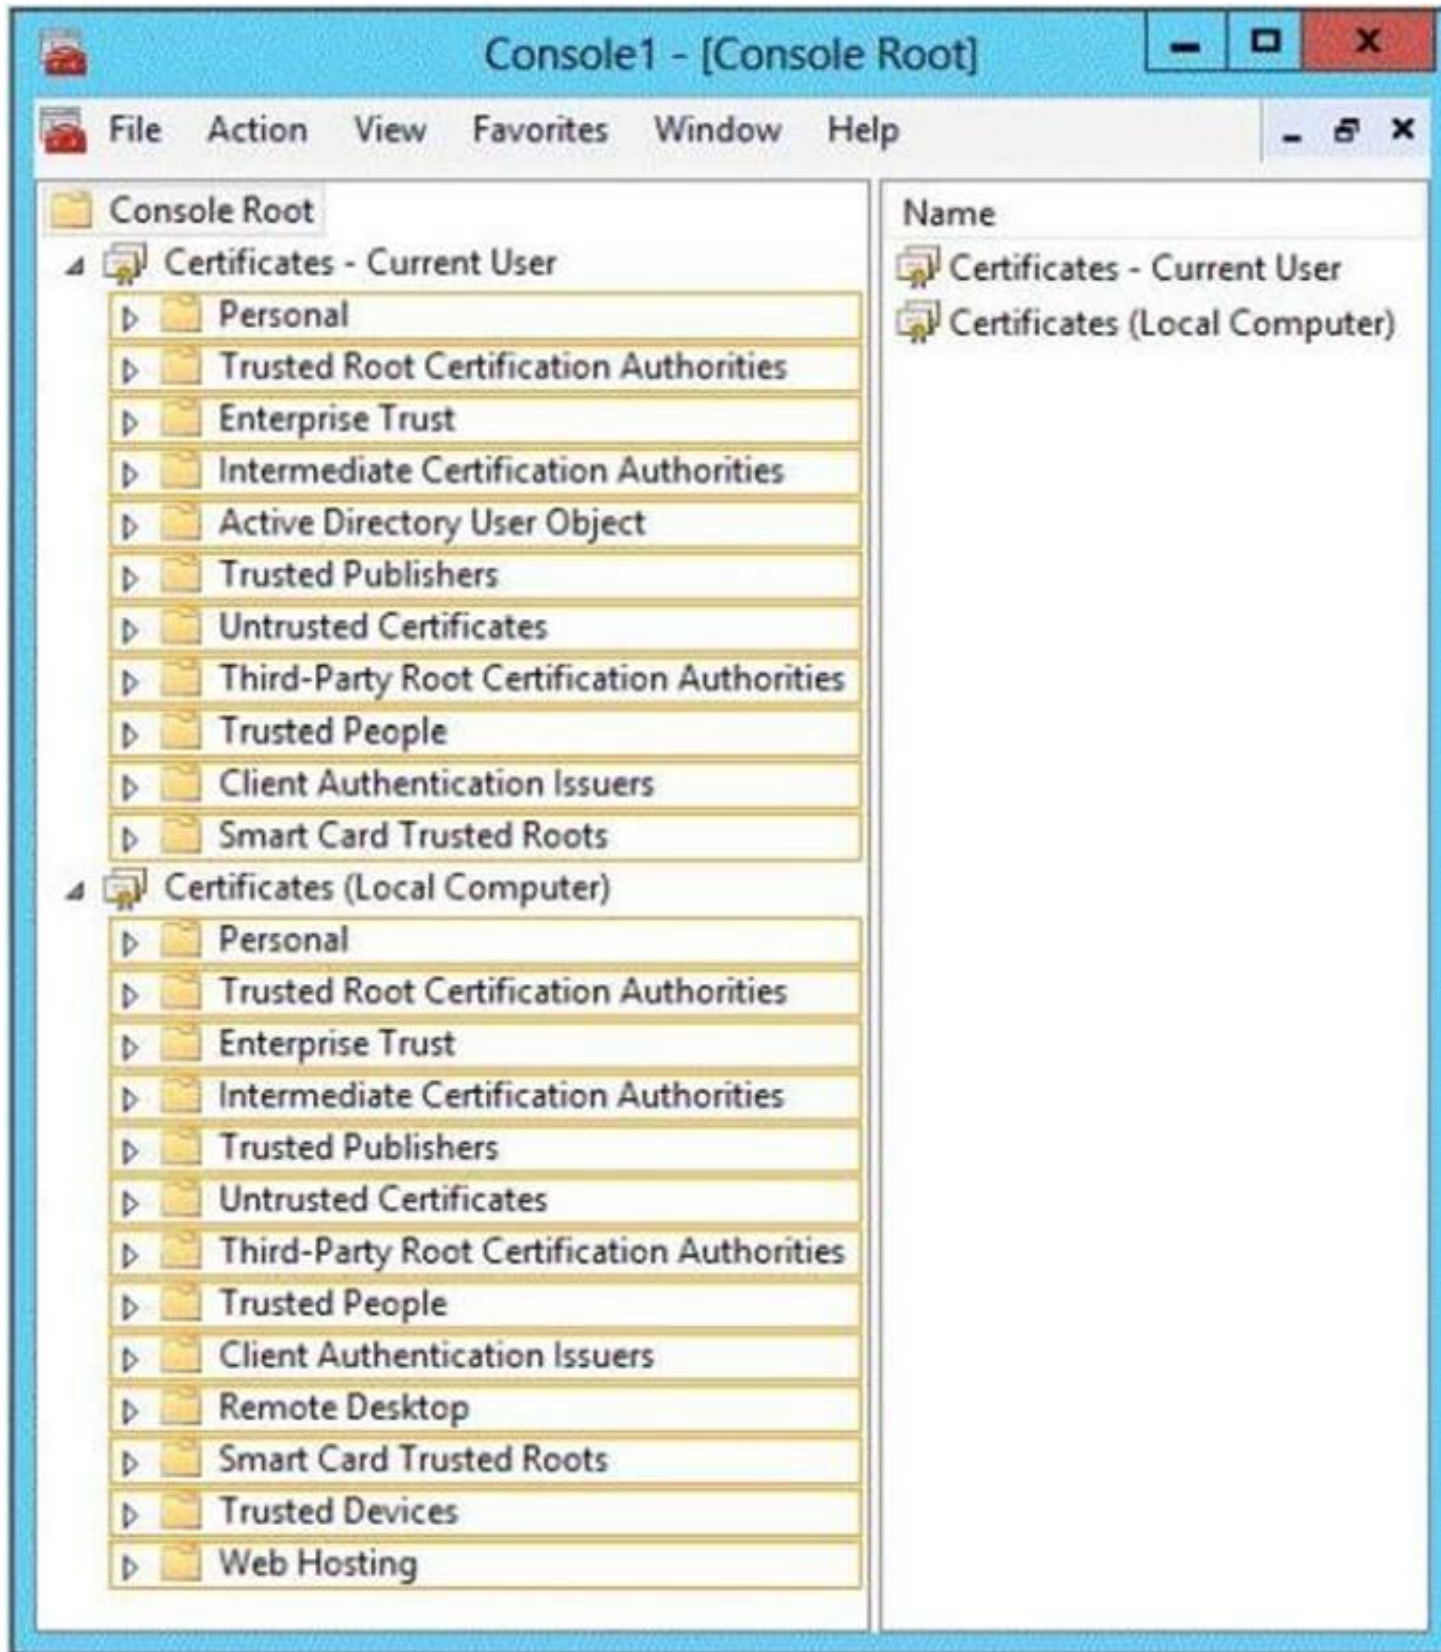 Console1 - [Console Root]
File Action View Favorites Window Help
Console Root
Certificates - Current User
Personal
Trusted Root Certification Authorities
Enterprise Trust
Intermediate Certification Authorities
Active Directory User Object
Trusted Publishers
Untrusted Certificates
Third-Party Root Certification Authorities
Trusted People
Client Authentication Issuers
Smart Card Trusted Roots
Certificates (Local Computer)
Personal
Trusted Root Certification Authorities
Enterprise Trust
Intermediate Certification Authorities
Trusted Publishers
Untrusted Certificates
Third-Party Root Certification Authorities
Trusted People
Client Authentication Issuers
Remote Desktop
Smart Card Trusted Roots
Trusted Devices
Web Hosting
Name
Certificates - Current User
Certificates (Local Computer)